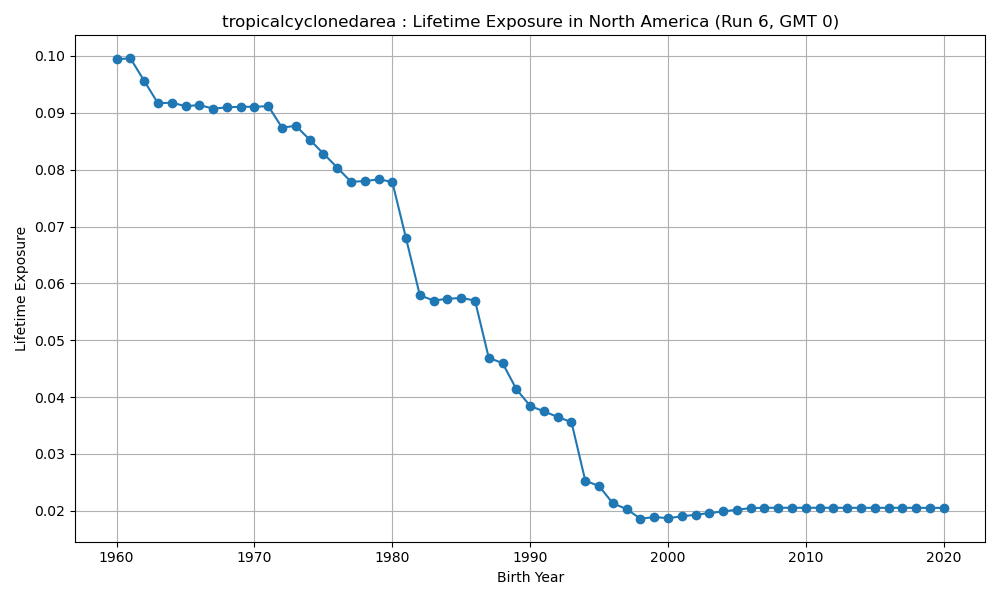 tropicalcyclonedarea : Lifetime Exposure in North America (Run 6, GMT 0)
0.10
0.09
0.08
0.07
0.06
0.05
0.04
0.03
0.02
Lifetime Exposure
1960 1970 1980 1990 2000 2010 2020
Birth Year